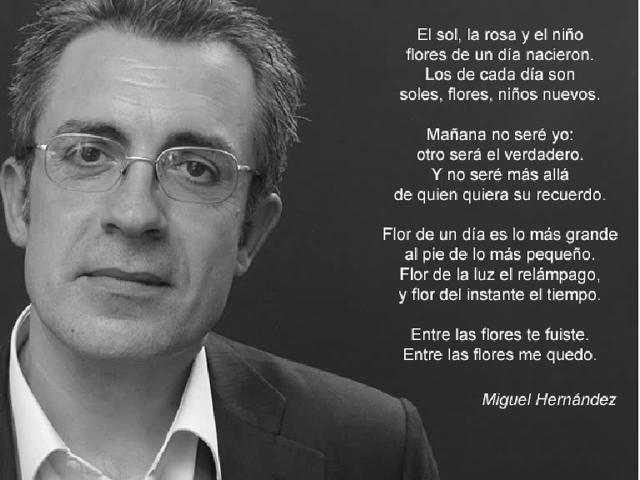 El sol, la rosa y el niño
flores de un día nacieron.
Los de cada día son
soles, flores, niños nuevos.
Mañana no seré yo:
otro será el verdadero.
Y no seré más allá
de quien quiera su recuerdo.
Flor de un día es lo más grande
al pie de lo más pequeño.
Flor de la luz el relámpago,
y flor del instante el tiempo.
Entre las flores te fuiste.
Entre las flores me quedo.
Miguel Hernández